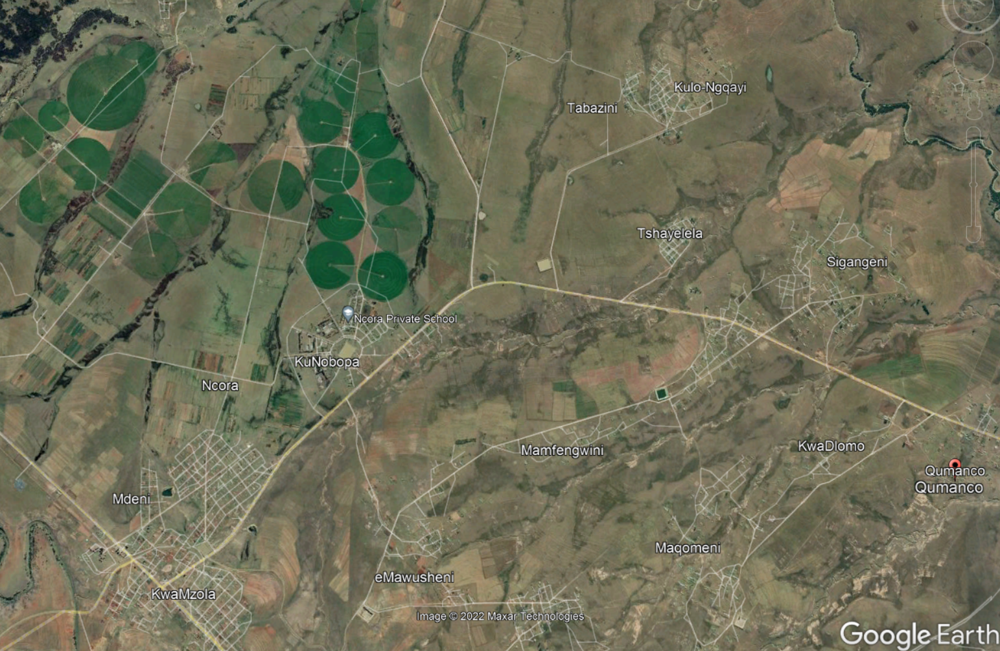 Kulo-Ngqayi
Tabazini
Tshayelela
Sigangeni
Ncora Private School
KuNobopa
Ncora
Mamfengwini
KwaDlomo
Qumanco
Qumanco
Mdeni
Maqomeni
eMawusheni
KwaMzola
Image © 2022 Maxar Technologies
Google Earth